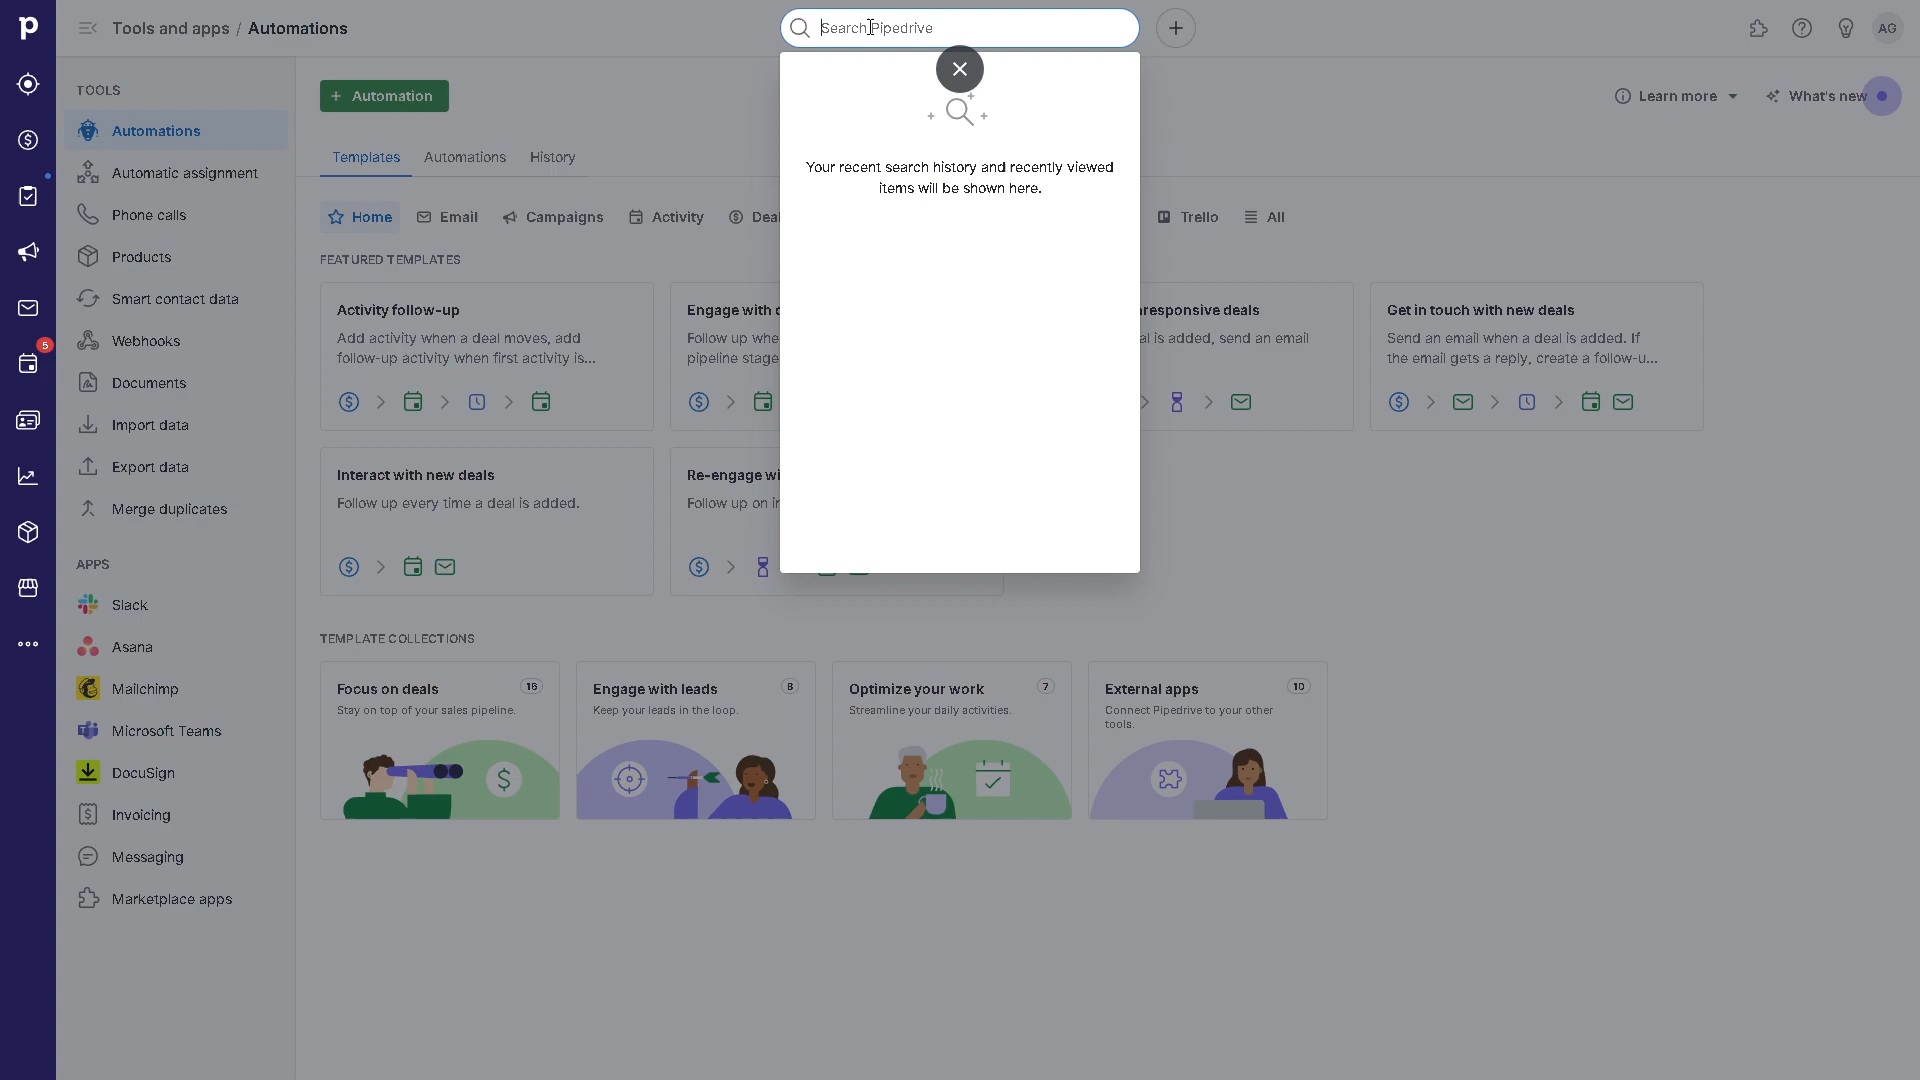 Tools and apps / Automations
Search Pipedrive
AG
TOOLS
Automations
Automatic assignment
Phone calls
Products
Smart contact data
Webhooks
Documents
Import data
Export data
Merge duplicates
APPS
Slack
Asana
Mailchimp
Microsoft Teams
DocuSign
Invoicing
Messaging
Marketplace apps
5
+ Automation
Learn more
What's new
Templates Automations History
Your recent search history and recently viewed
items will be shown here.
Home Email Campaigns Activity Trello All
FEATURED TEMPLATES
Activity follow-up
Add activity when a deal moves, add
follow-up activity when first activity is...
Engage with
Follow up
pipeline stage
deals
is added, send an email
Get in touch with new deals
Send an email when a deal is added. If
the email gets a reply, create a follow-u...
Interact with new deals
Follow up every time a deal is added.
Re-engage
Follow up on
TEMPLATE COLLECTIONS
Focus on deals 16
Stay on top of your sales pipeline.
Engage with leads 8
Keep your leads in the loop.
Optimize your work 7
Streamline your daily activities.
External apps 10
Connect Pipedrive to your other
tools.